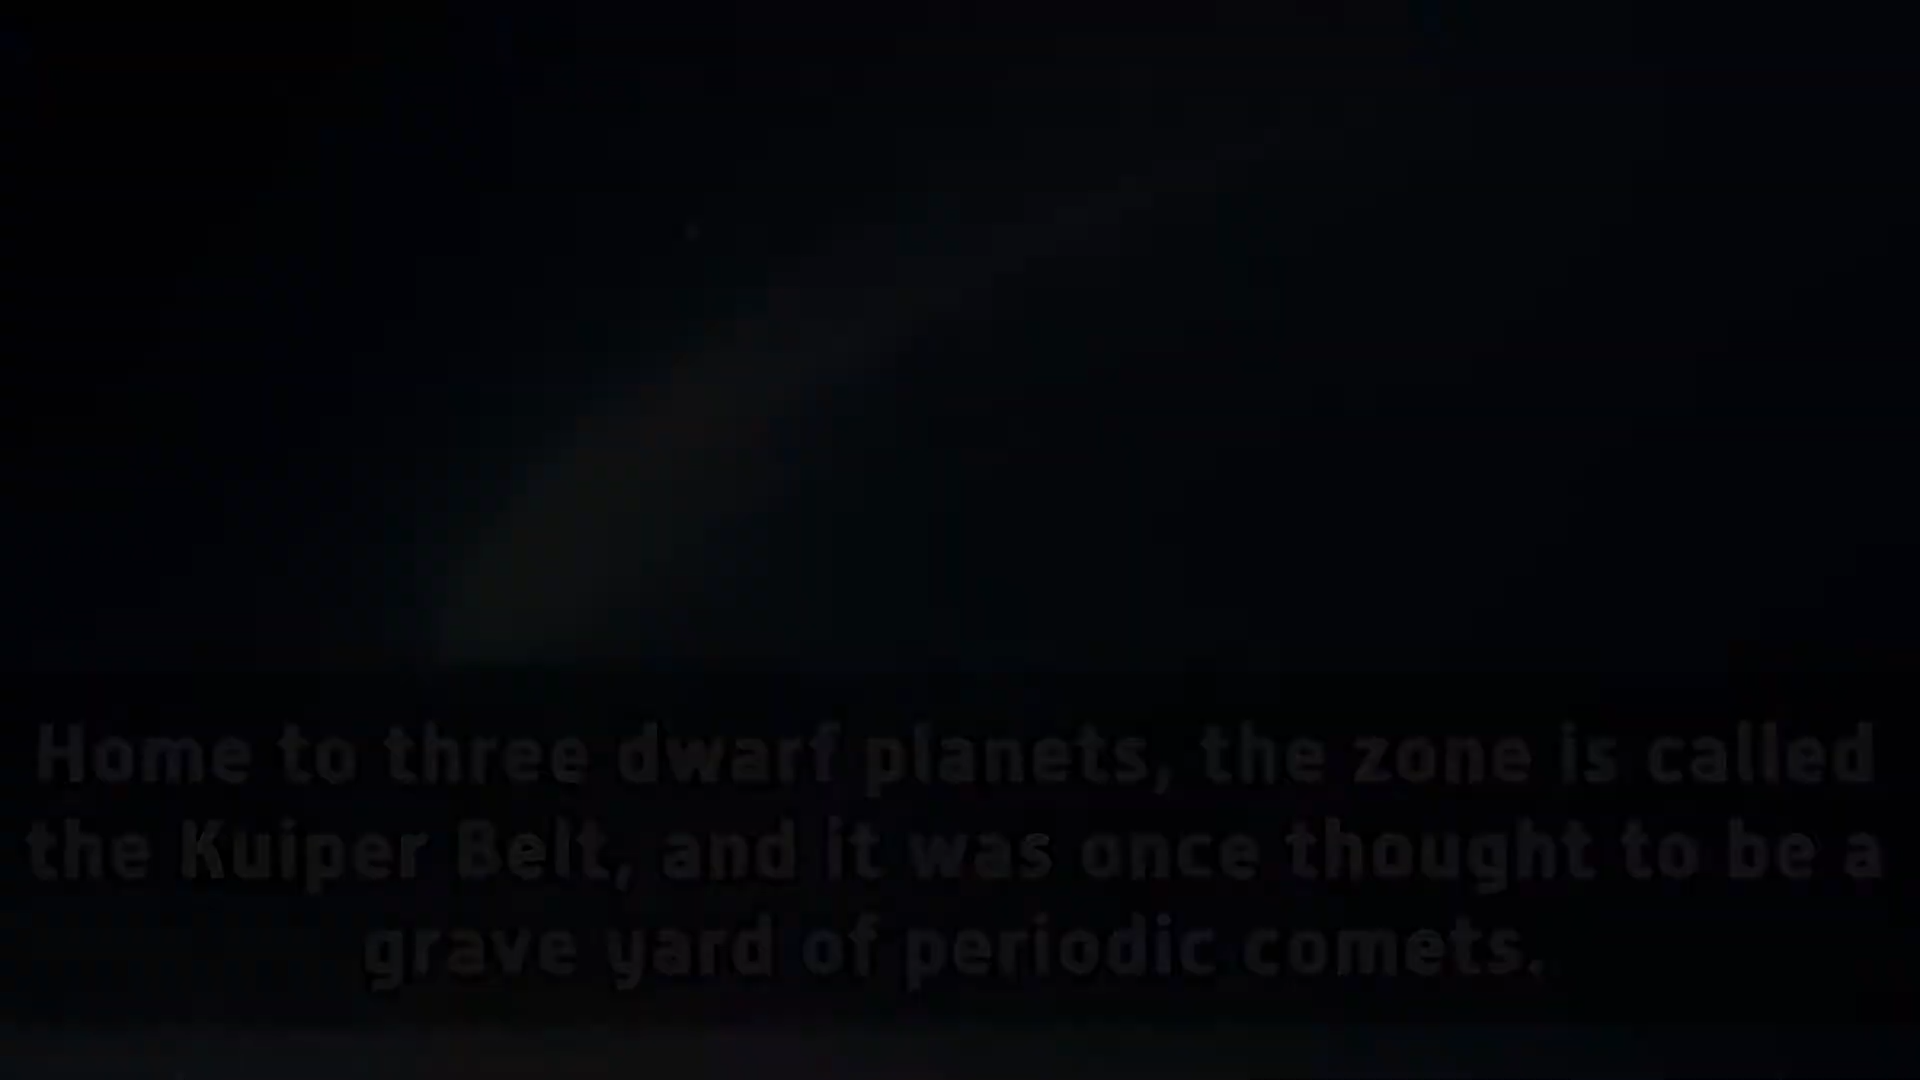 Home to three dwarf planets, the zone is called
the Kuiper Belt, and it was once thought to be a
grave yard of periodic comets.